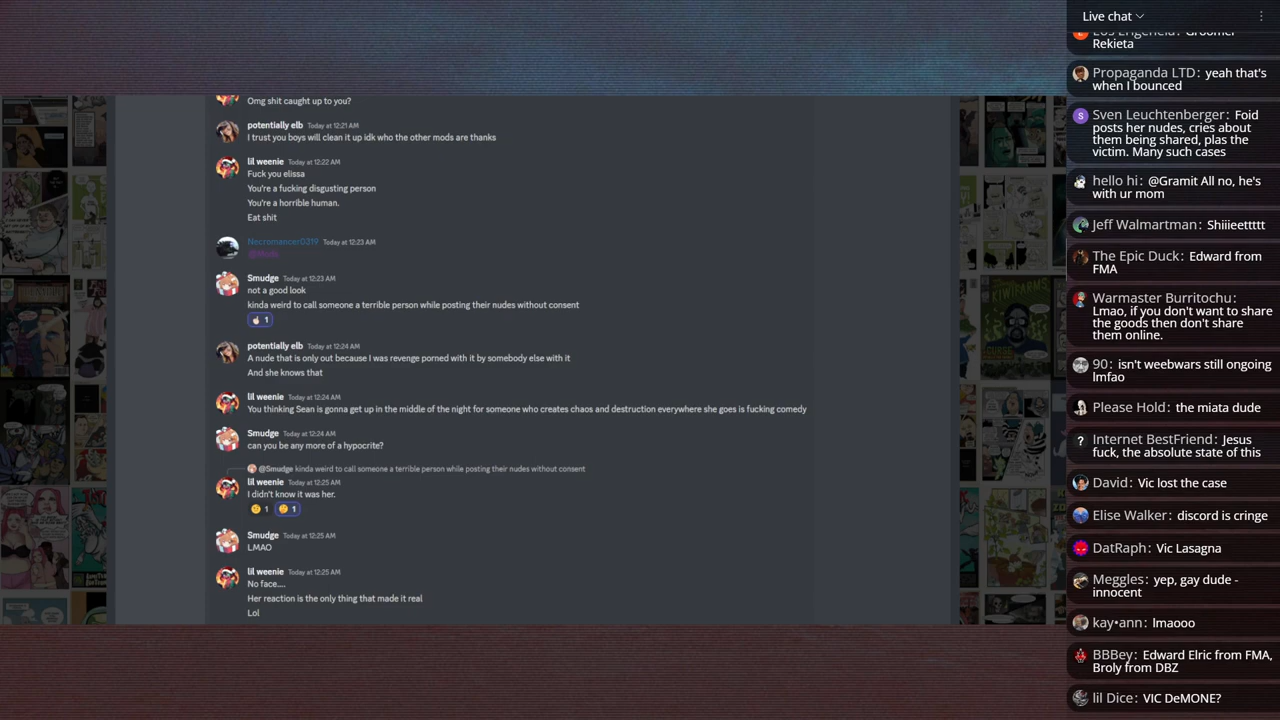 Omg shit caught up to you?
potentially elb Today at 12:21 AM
I trust you boys will clean it up idk who the other mods are thanks
lil weenie Today at 12:22 AM
Fuck you elissa
You're a fucking disgusting person
You're a horrible human.
Eat shit
Necromancer0319 Today at 12:23 AM
Smudge Today at 12:23 AM
not a good look
kinda weird to call someone a terrible person while posting their nudes without consent
1
potentially elb Today at 12:24 AM
A nude that is only out because I was revenge porned with it by somebody else with it
And she knows that
lil weenie Today at 12:24 AM
You thinking Sean is gonna get up in the middle of the night for someone who creates chaos and destruction everywhere she goes is fucking comedy
Smudge Today at 12:24 AM
can you be any more of a hypocrite?
@Smudge kinda weird to call someone a terrible person while posting their nudes without consent
lil weenie Today at 12:25 AM
I didn't know it was her.
1 1
Smudge Today at 12:25 AM
LMAO
lil weenie Today at 12:25 AM
No face....
Her reaction is the only thing that made it real
Lol
Live chat
Rekieta
Propaganda LTD: yeah that's
when I bounced
Sven Leuchtenberger: Foid
posts her nudes, cries about
them being shared, plas the
victim. Many such cases
hello hi: @Gramit All no, he's
with ur mom
Jeff Walmartman: Shiiieettttt
The Epic Duck: Edward from
FMA
Warmaster Burritochi:
Lmao, if you don't want to share
the goods then don't share
them online.
90: isn't weebwars still ongoing
lmfao
Please Hold: the miata dude
Internet BestFriend: Jesus
fuck, the absolute state of this
David: Vic lost the case
Elise Walker: discord is cringe
DatRaph: Vic Lasagna
Meggles: yep, gay dude -
innocent
kay•ann: lmaooo
BBBey: Edward Elric from FMA,
Broly from DBZ
lil Dice: VIC DeMONE?
KIWIFARMS